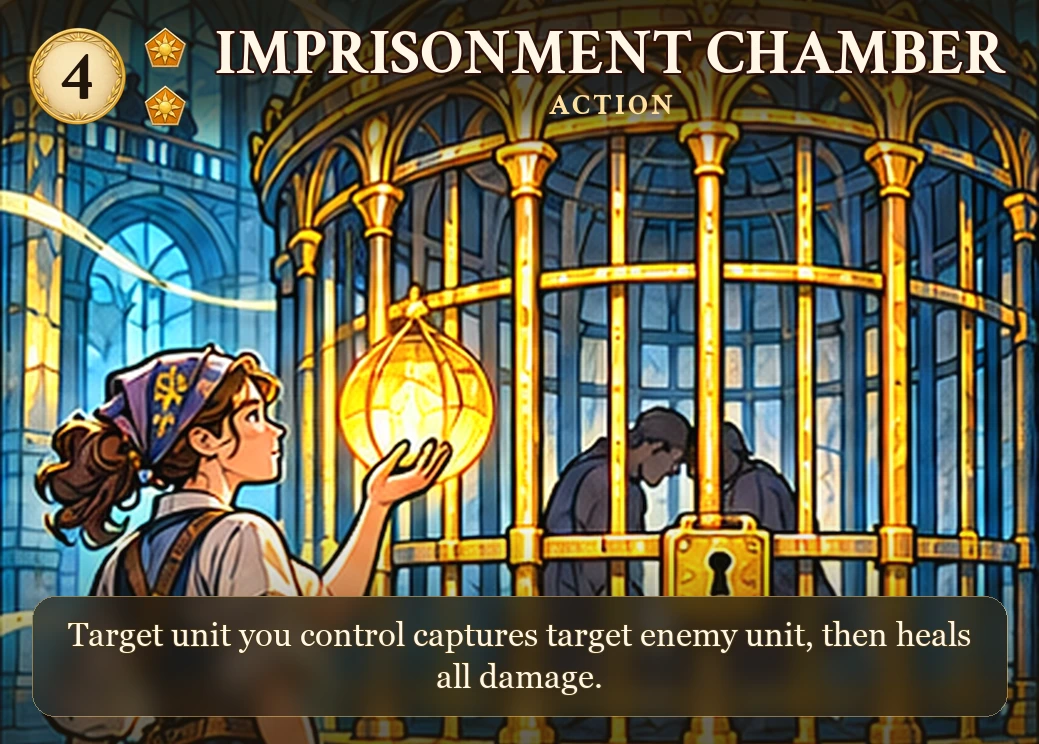 4
IMPRISONMENT CHAMBER
ACTION
Target unit you control captures target enemy unit, then heals
all damage.